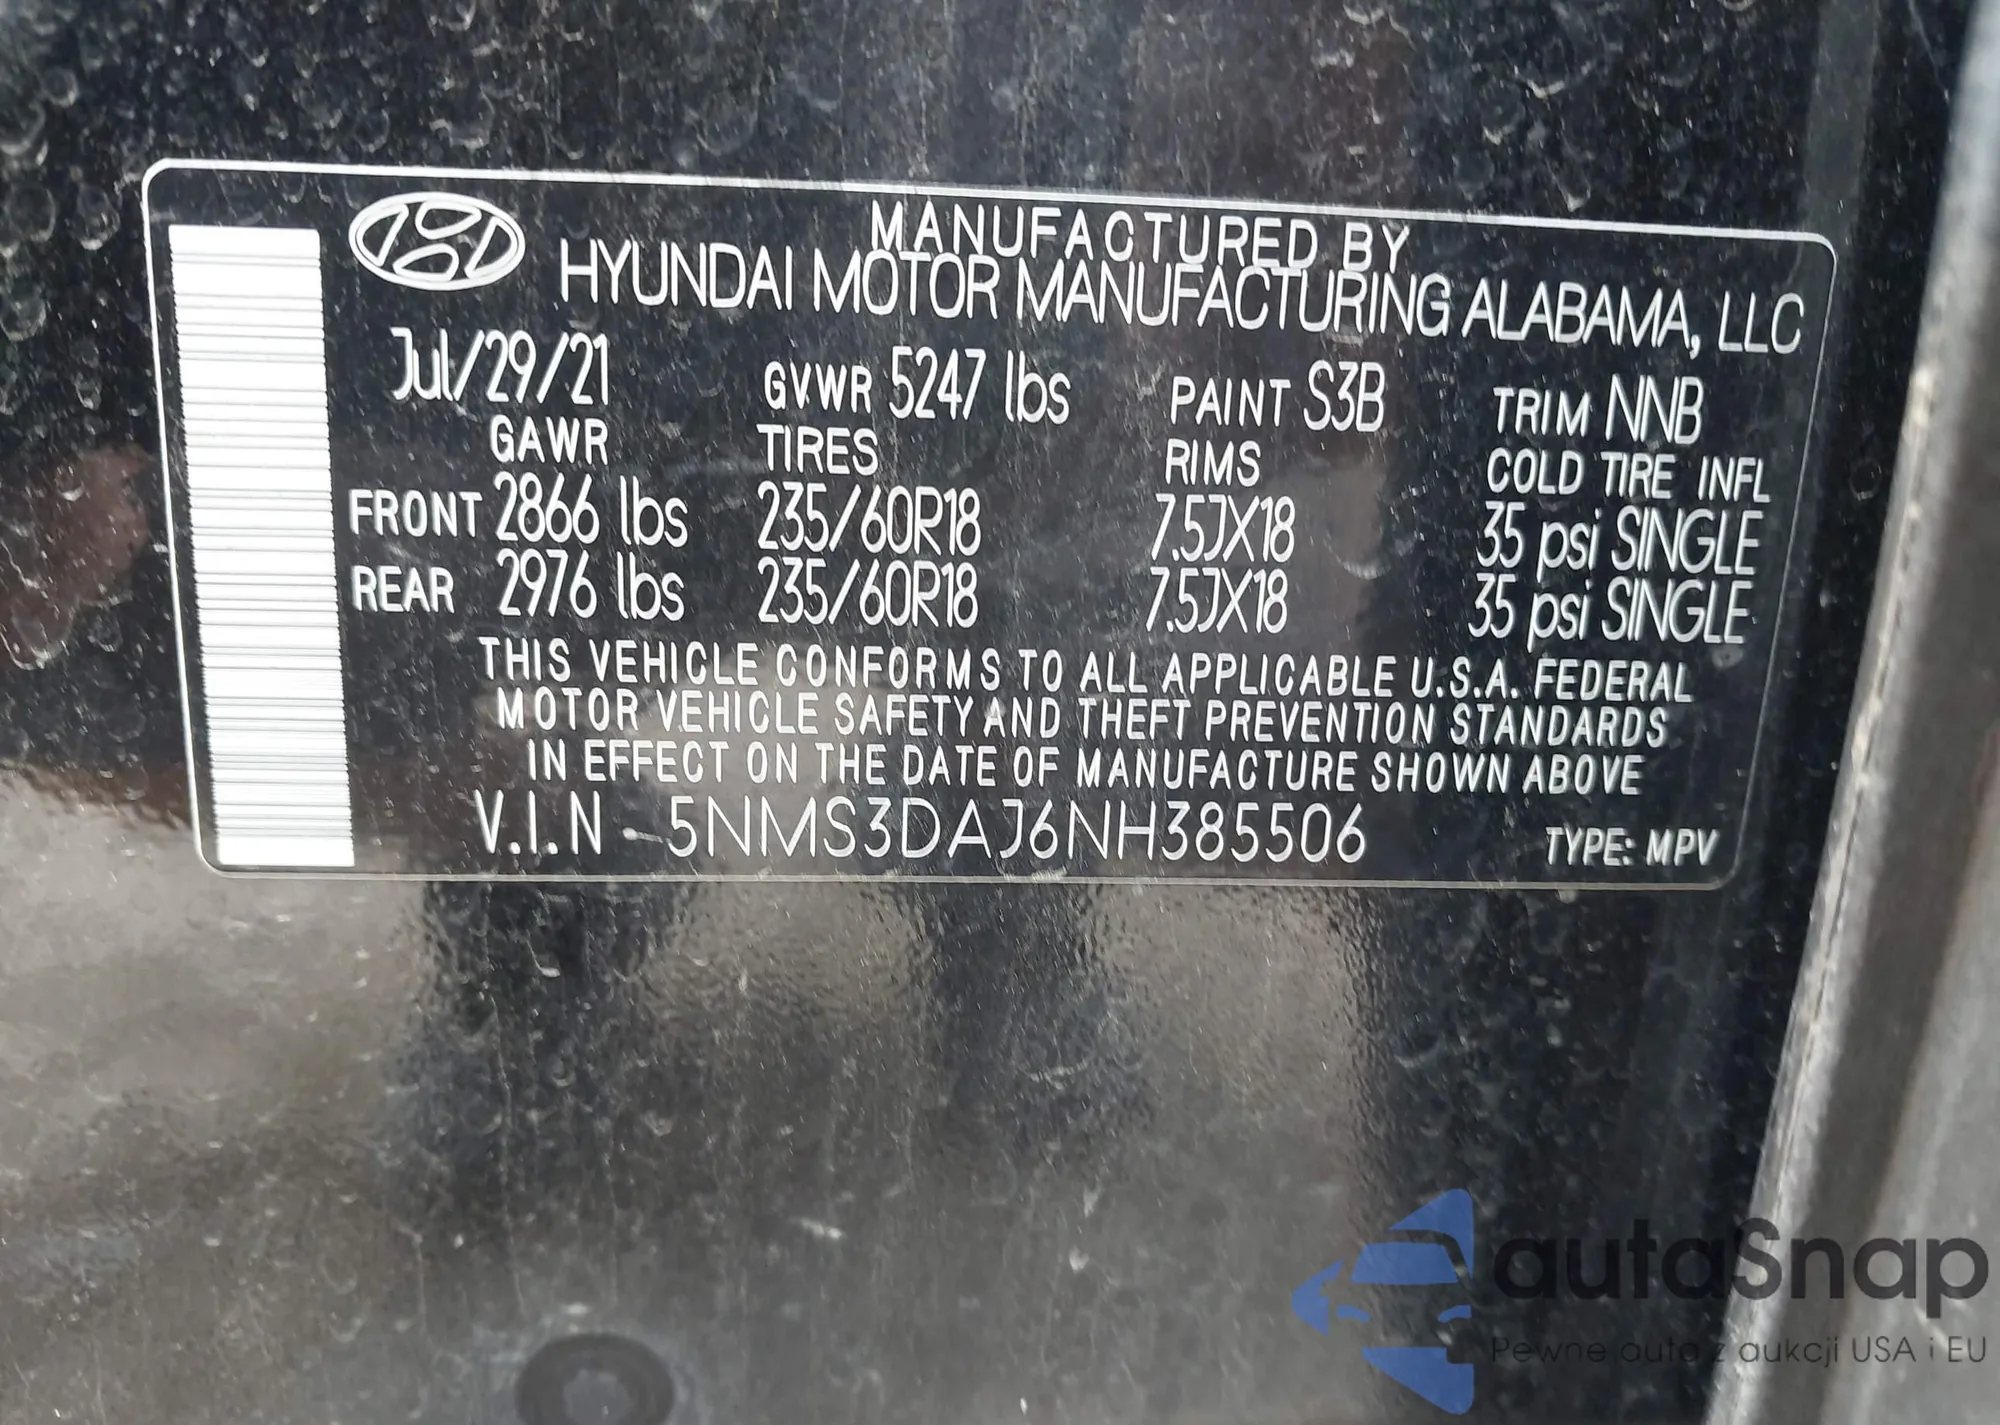 MANUFACTURED BY
HYUNDAI MOTOR MANUFACTURING ALABAMA, LLC
Jul/29/21 GVWR 5247 lbs PAINT S3B TRIM NNB
GAWR TIRES RIMS COLD TIRE INFL
FRONT 2866 lbs 235/60R18 7.5JX18 35 psi SINGLE
REAR 2976 lbs 235/60R18 7.5JX18 35 psi SINGLE
THIS VEHICLE CONFORMS TO ALL APPLICABLE U.S.A. FEDERAL
MOTOR VEHICLE SAFETY AND THEFT PREVENTION STANDARDS
IN EFFECT ON THE DATE OF MANUFACTURE SHOWN ABOVE
V.I.N - 5NMS3DAJ6NH385506 TYPE: MPV
autaSnap
Pewne auta z aukcji USA i EU